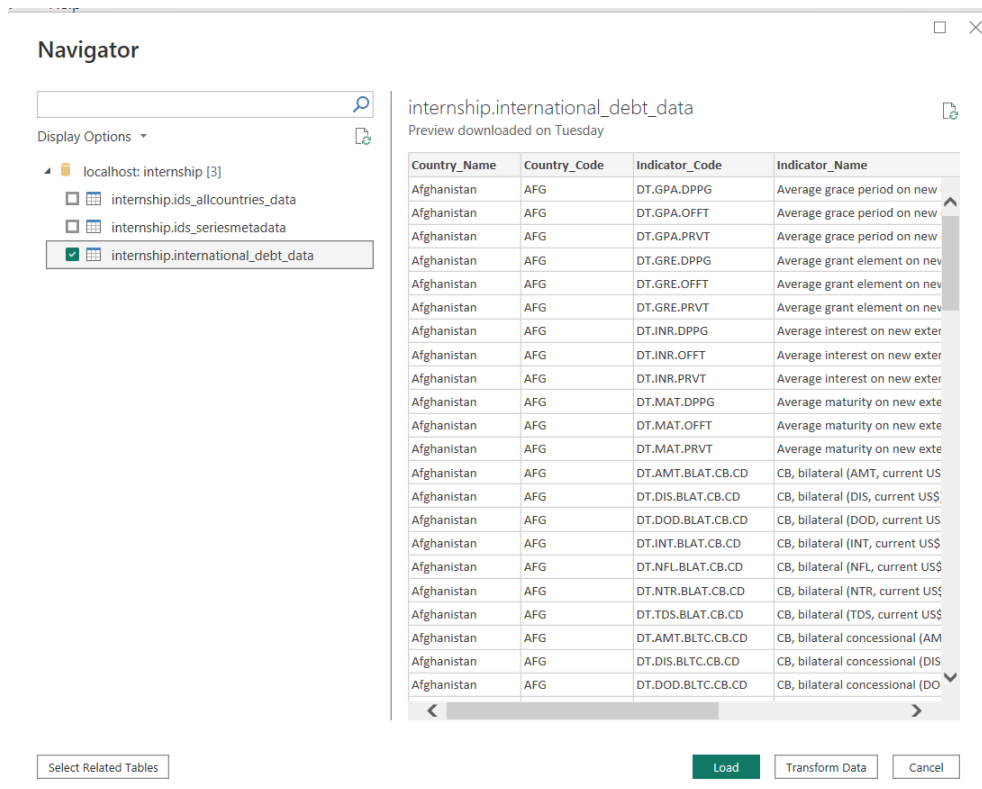 Navigator
Display Options
localhost: internship [3]
internship.ids_allcountries_data
internship.ids_seriesmetadata
internship.international_debt_data
internship.international_debt_data
Preview downloaded on Tuesday
Country_Name Country_Code Indicator_Code Indicator_Name
Afghanistan AFG DT.GPA.DPPG Average grace period on new
Afghanistan AFG DT.GPA.OFFT Average grace period on new
Afghanistan AFG DT.GPA.PRVT Average grace period on new
Afghanistan AFG DT.GRE.DPPG Average grant element on new
Afghanistan AFG DT.GRE.OFFT Average grant element on new
Afghanistan AFG DT.GRE.PRVT Average grant element on new
Afghanistan AFG DT.INR.DPPG Average interest on new exter
Afghanistan AFG DT.INR.OFFT Average interest on new exter
Afghanistan AFG DT.INR.PRVT Average interest on new exter
Afghanistan AFG DT.MAT.DPPG Average maturity on new exte
Afghanistan AFG DT.MAT.OFFT Average maturity on new exte
Afghanistan AFG DT.MAT.PRVT Average maturity on new exte
Afghanistan AFG DT.AMT.BLAT.CB.CD CB, bilateral (AMT, current US
Afghanistan AFG DT.DIS.BLAT.CB.CD CB, bilateral (DIS, current US$)
Afghanistan AFG DT.DOD.BLAT.CB.CD CB, bilateral (DOD, current US
Afghanistan AFG DT.INT.BLAT.CB.CD CB, bilateral (INT, current US$
Afghanistan AFG DT.NFL.BLAT.CB.CD CB, bilateral (NFL, current US$
Afghanistan AFG DT.NTR.BLAT.CB.CD CB, bilateral (NTR, current US$
Afghanistan AFG DT.TDS.BLAT.CB.CD CB, bilateral (TDS, current US$
Afghanistan AFG DT.AMT.BLTC.CB.CD CB, bilateral concessional (AM
Afghanistan AFG DT.DIS.BLTC.CB.CD CB, bilateral concessional (DIS
Afghanistan AFG DT.DOD.BLTC.CB.CD CB, bilateral concessional (DO
Select Related Tables
Load
Transform Data
Cancel